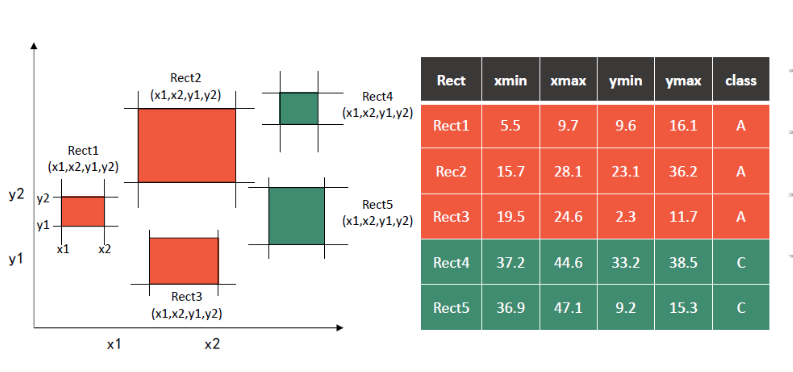 Rect2
(x1,x2,y1,y2)
Rect4
(x1,x2,y1,y2)
Rect1
(x1,x2,y1,y2)
y2
y2
y1
x1 x2
y1
Rect5
(x1,x2,y1,y2)
Rect3
(x1,x2,y1,y2)
x1 x2
Rect xmin xmax ymin ymax class
Rect1 5.5 9.7 9.6 16.1 A
Rec2 15.7 28.1 23.1 36.2 A
Rect3 19.5 24.6 2.3 11.7 A
Rect4 37.2 44.6 33.2 38.5 C
Rect5 36.9 47.1 9.2 15.3 C